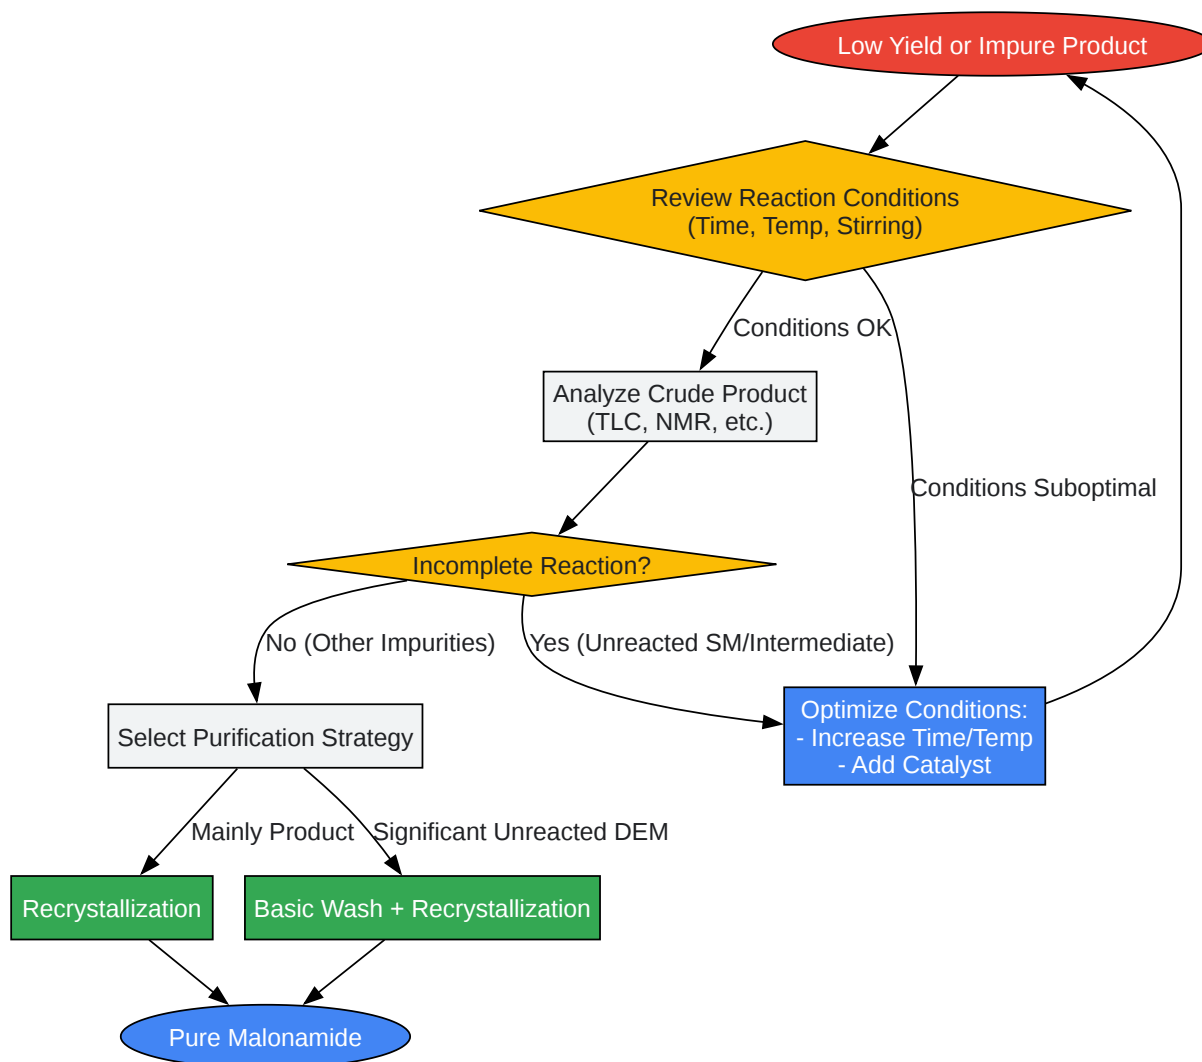 Low Yield or Impure Product
Review Reaction Conditions
(Time, Temp, Stirring)
Conditions OK
Analyze Crude Product
(TLC, NMR, etc.)
Conditions Suboptimal
Incomplete Reaction?
No (Other Impurities)
Yes (Unreacted SM/Intermediate)
Optimize Conditions:
- Increase Time/Temp
- Add Catalyst
Select Purification Strategy
Mainly Product
Significant Unreacted DEM
Recrystallization
Basic Wash + Recrystallization
Pure Malonamide